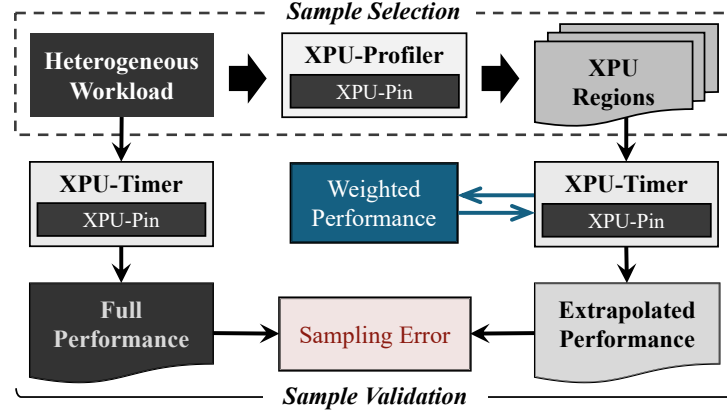 Sample Selection
Heterogeneous
Workload
XPU-Profiler
XPU-Pin
XPU
Regions
XPU-Timer
XPU-Pin
Weighted
Performance
XPU-Timer
XPU-Pin
Full
Performance
Sampling Error
Extrapolated
Performance
Sample Validation